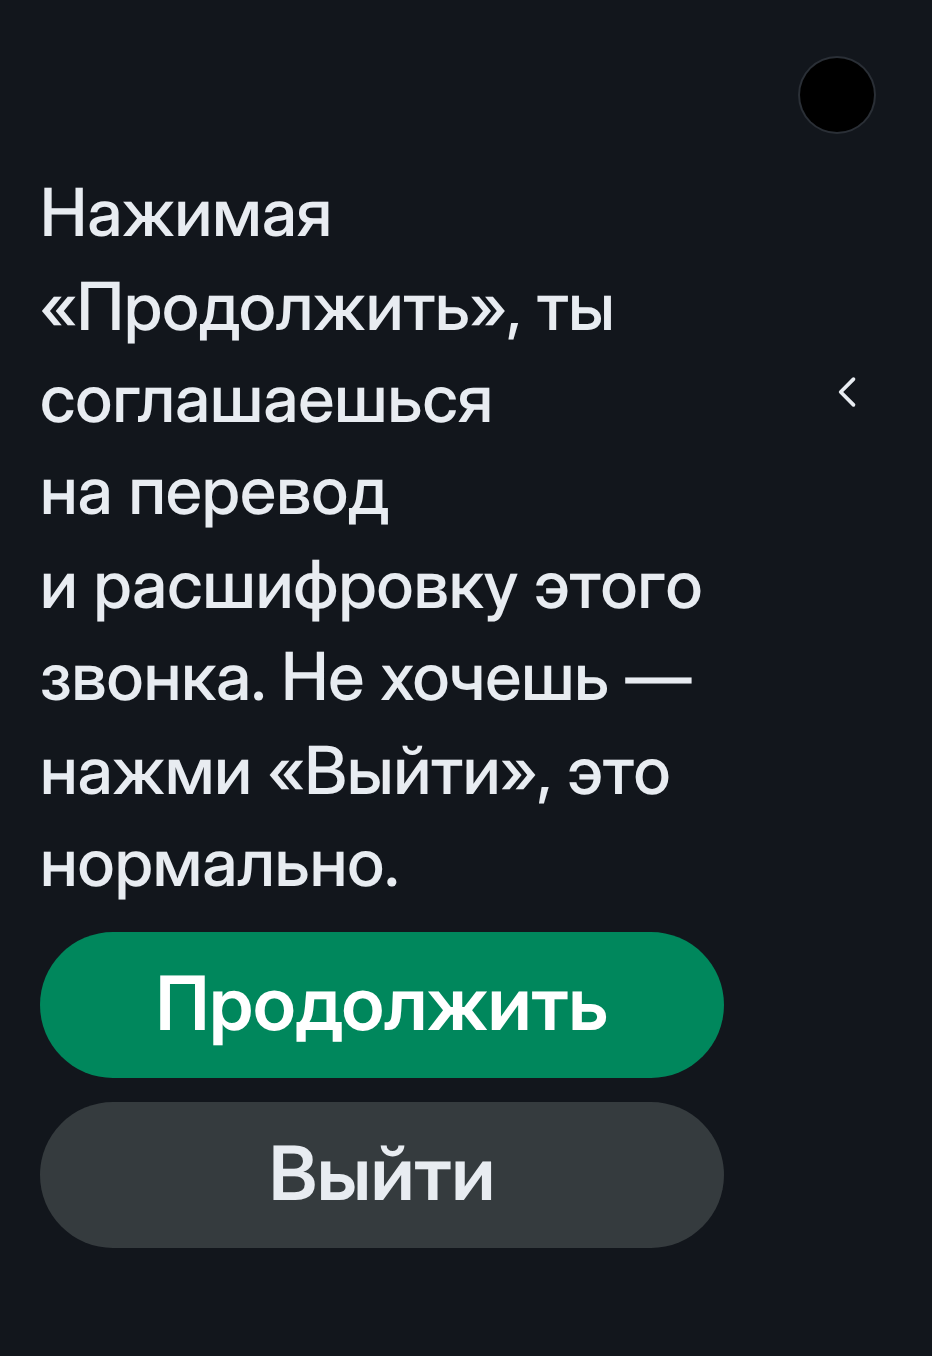 Нажимая
«Продолжить», ты
соглашаешься
на перевод
и расшифровку этого
звонка. Не хочешь —
нажми «Выйти», это
нормально.
Продолжить
Выйти